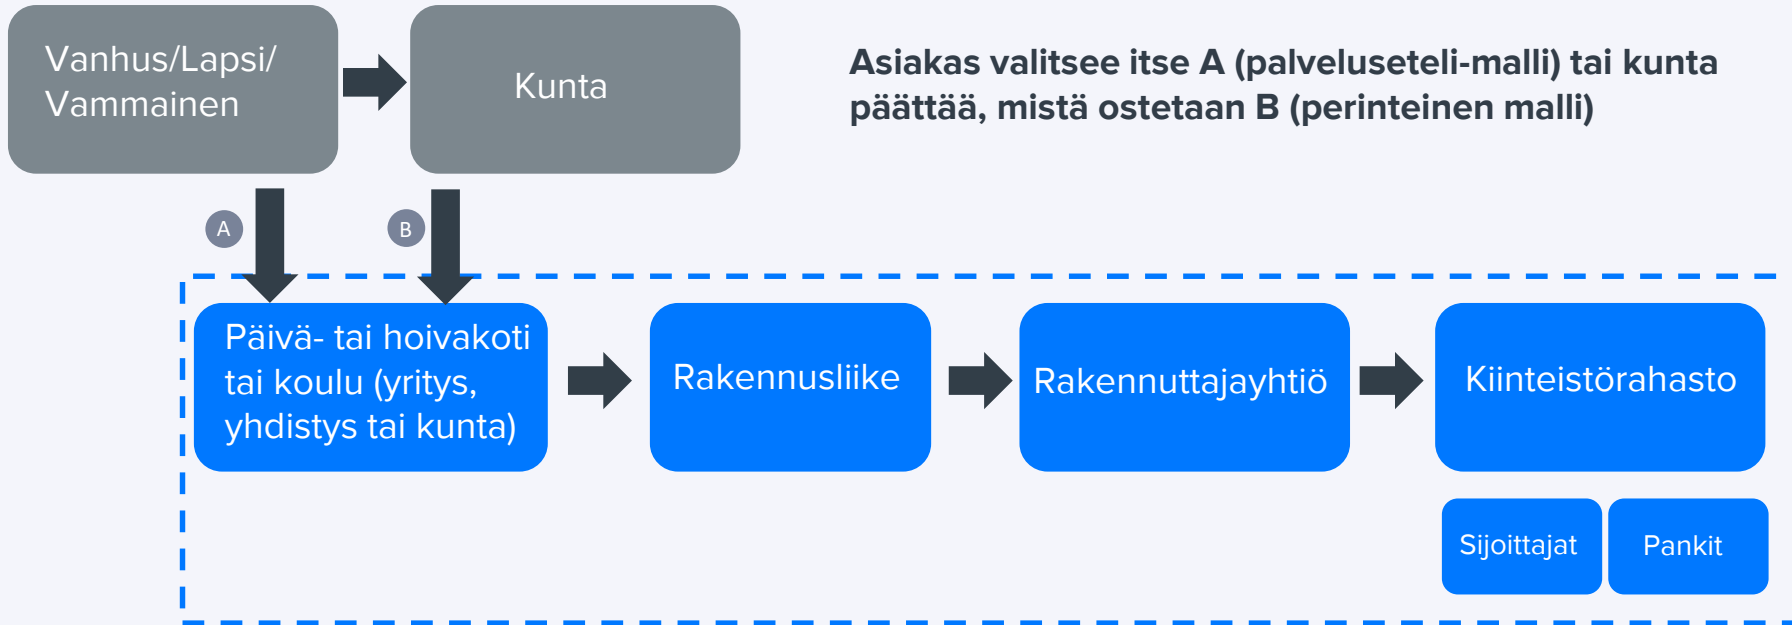 Vanhus/Lapsi/
Vammainen
Kunta
Asiakas valitsee itse A (palveluseteli-malli) tai kunta
päättää, mistä ostetaan B (perinteinen malli)
A
B
Päivä- tai hoivakoti
tai koulu (yritys,
yhdistys tai kunta)
Rakennusliike
Rakennuttajayhtiö
Kiinteistörahasto
Sijoittajat
Pankit